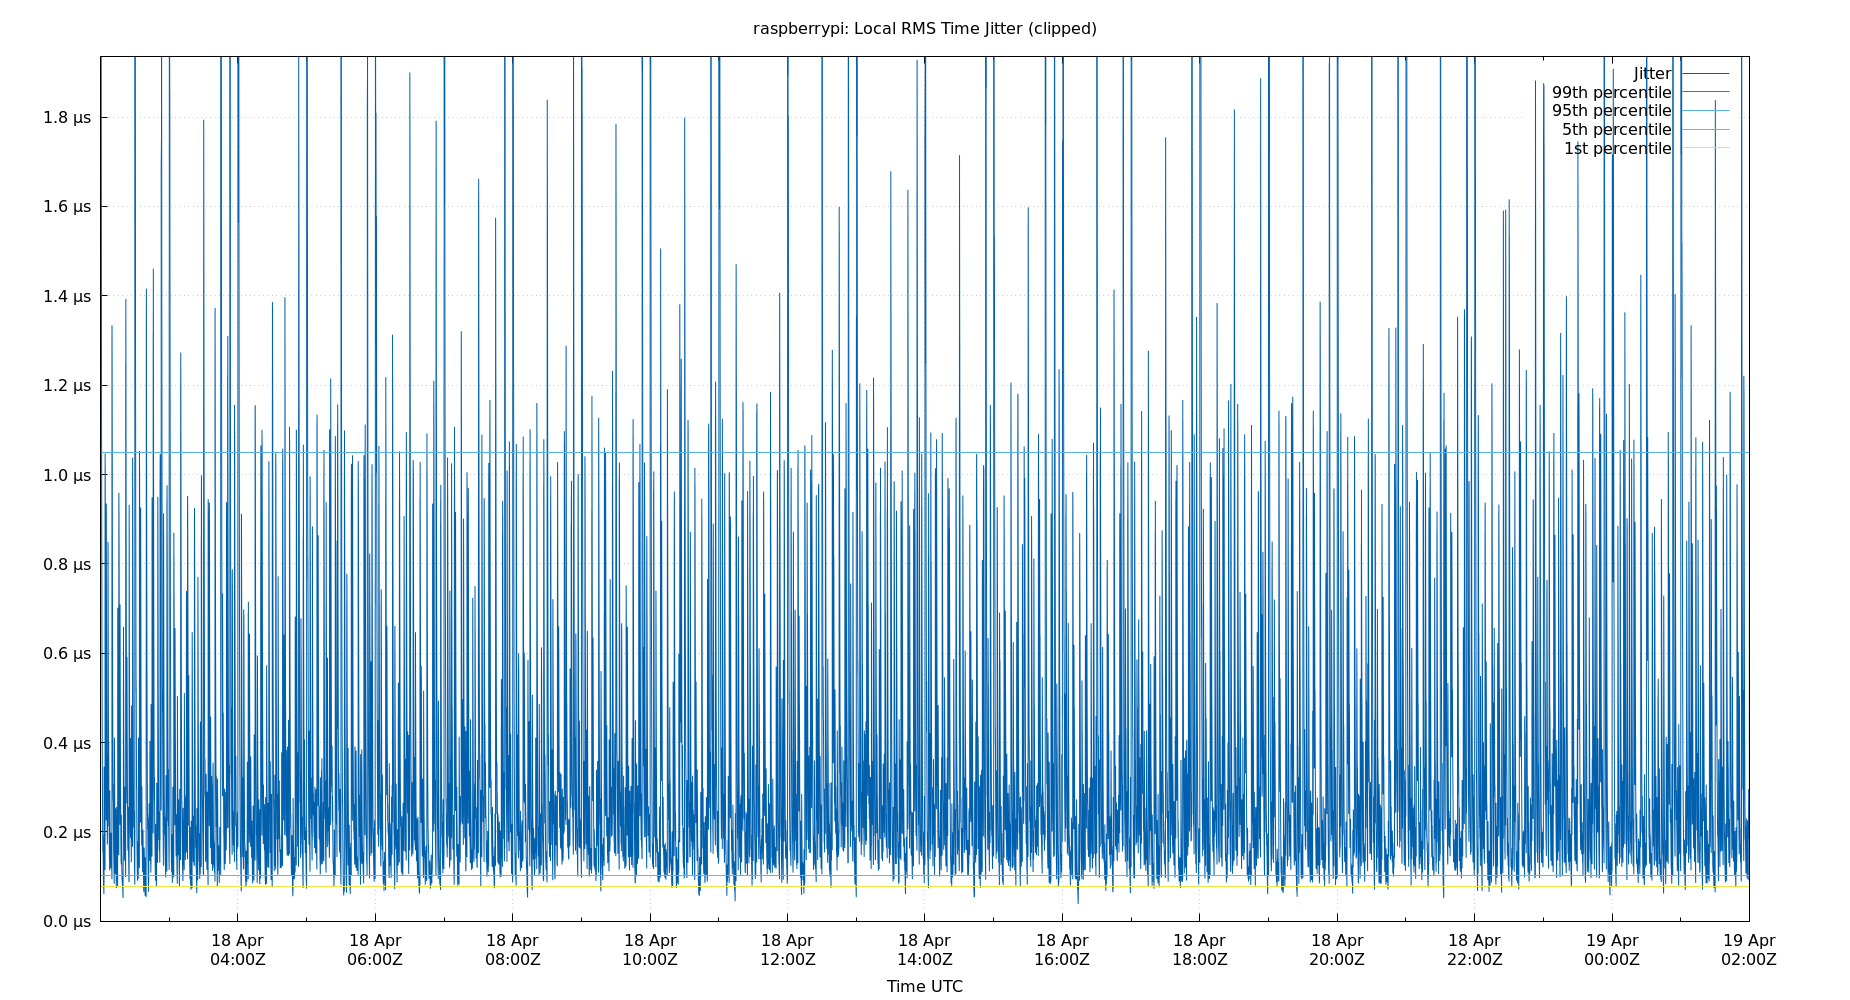 raspberrypi: Local RMS Time Jitter (clipped)
Jitter
99th percentile
95th percentile
5th percentile
1st percentile
1.8 μs
1.6 μs
1.4 μs
1.2 μs
1.0 μs
0.8 μs
0.6 μs
0.4 μs
0.2 μs
0.0 μs
18 Apr 18 Apr 18 Apr 18 Apr 18 Apr 18 Apr 18 Apr 18 Apr 18 Apr 18 Apr 19 Apr 19 Apr
04:00Z 06:00Z 08:00Z 10:00Z 12:00Z 14:00Z 16:00Z 18:00Z 20:00Z 22:00Z 00:00Z 02:00Z
Time UTC